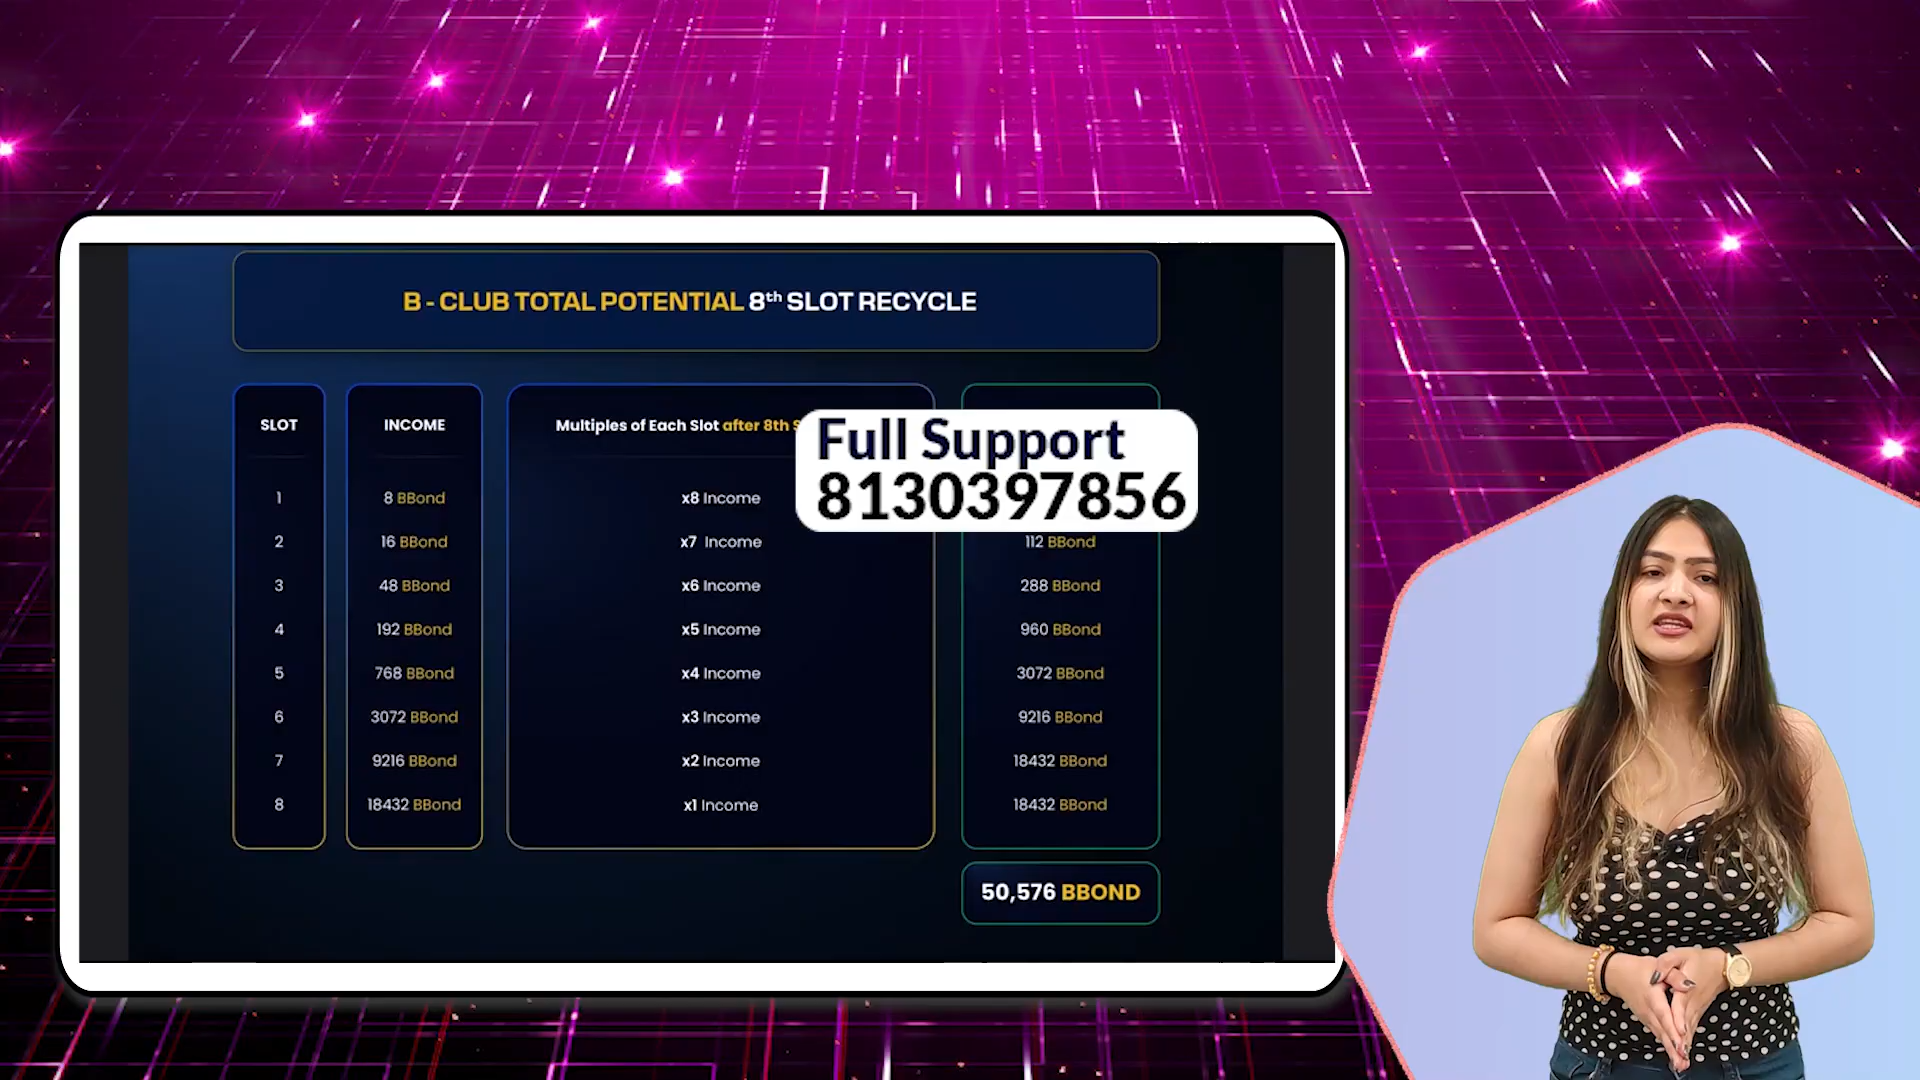 B - CLUB TOTAL POTENTIAL 8th SLOT RECYCLE
SLOT INCOME Multiples of Each Slot after 8th
Full Support
8130397856
1 8 BBond x8 Income
2 16 BBond x7 Income 112 BBond
3 48 BBond x6 Income 288 BBond
4 192 BBond x5 Income 960 BBond
5 768 BBond x4 Income 3072 BBond
6 3072 BBond x3 Income 9216 BBond
7 9216 BBond x2 Income 18432 BBond
8 18432 BBond x1 Income 18432 BBond
50,576 BBOND